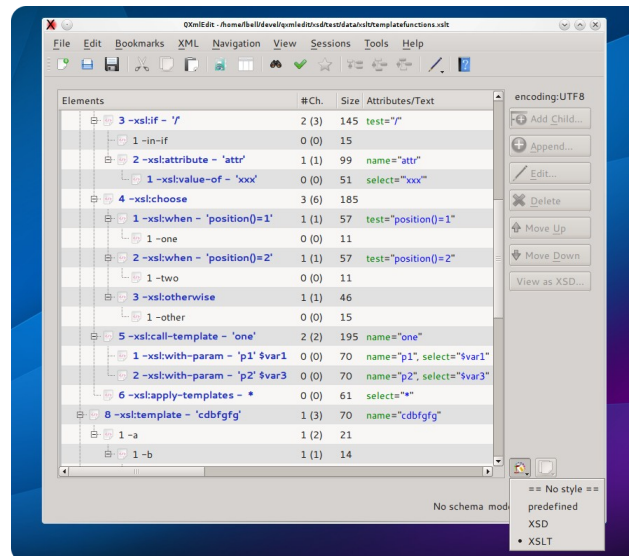 QXmlEdit - /home/lbell/devel/qxmledit/xsd/test/data/xslt/templatefunctions.xslt
File Edit Bookmarks XML Navigation View Sessions Tools Help
Elements #Ch. Size Attributes/Text
encoding:UTF8
3 -xsl:if - '/' 2 (3) 145 test="/"
1 -in-if 0 (0) 15
2 -xsl:attribute - 'attr' 1 (1) 99 name="attr"
1 -xsl:value-of - 'xxx' 0 (0) 51 select="'xxx'"
4 -xsl:choose 3 (6) 185
1 -xsl:when - 'position()=1' 1 (1) 57 test="position()=1"
1 -one 0 (0) 11
2 -xsl:when - 'position()=2' 1 (1) 57 test="position()=2"
1 -two 0 (0) 11
3 -xsl:otherwise 1 (1) 46
1 -other 0 (0) 15
5 -xsl:call-template - 'one' 2 (2) 195 name="one"
1 -xsl:with-param - 'p1' $var1 0 (0) 70 name="p1", select="$var1"
2 -xsl:with-param - 'p2' $var3 0 (0) 70 name="p2", select="$var3"
6 -xsl:apply-templates - * 0 (0) 61 select="*"
8 -xsl:template - 'cdbfgfg' 1 (3) 70 name="cdbfgfg"
1 -a 1 (2) 21
1 -b 1 (1) 14
Add Child...
Append...
Edit...
Delete
Move Up
Move Down
View as XSD...
No schema mode
== No style ==
predefined
XSD
• XSLT